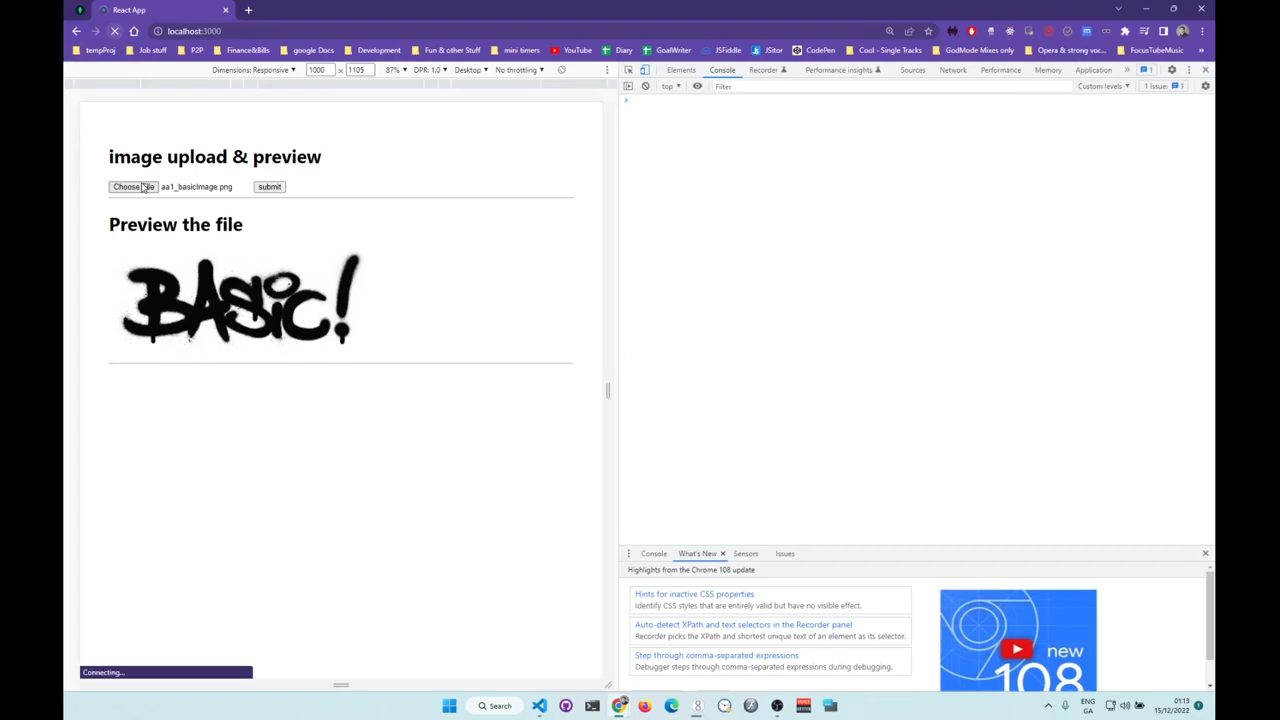 React App
localhost:3000
tempProj Job stuff P2P Finance&Bills google Docs Development Fun & other Stuff mini timers YouTube Diary GoalWriter JSFiddle JSitor CodePen Cool - Single Tracks GodMode Mixes only Opera & strong voc... FocusTubeMusic
Dimensions: Responsive 1000 x 1105 87% DPR: 1.0 Desktop No throttling
Elements Console Recorder Performance insights Sources Network Performance Memory Application 1
top Filter Custom levels 1 Issue: 1
image upload & preview
Choose File aa1_basicImage.png submit
Preview the file
BASiC!
Console What's New Sensors Issues
Highlights from the Chrome 108 update
Hints for inactive CSS properties
Identify CSS styles that are entirely valid but have no visible effect.
Auto-detect XPath and text selectors in the Recorder panel
Recorder picks the XPath and shortest unique text of an element as its selector.
Step through comma-separated expressions
Debugger steps through comma-separated expressions during debugging.
new
108
Connecting...
Search
ENG
GA
01:13
15/12/2022